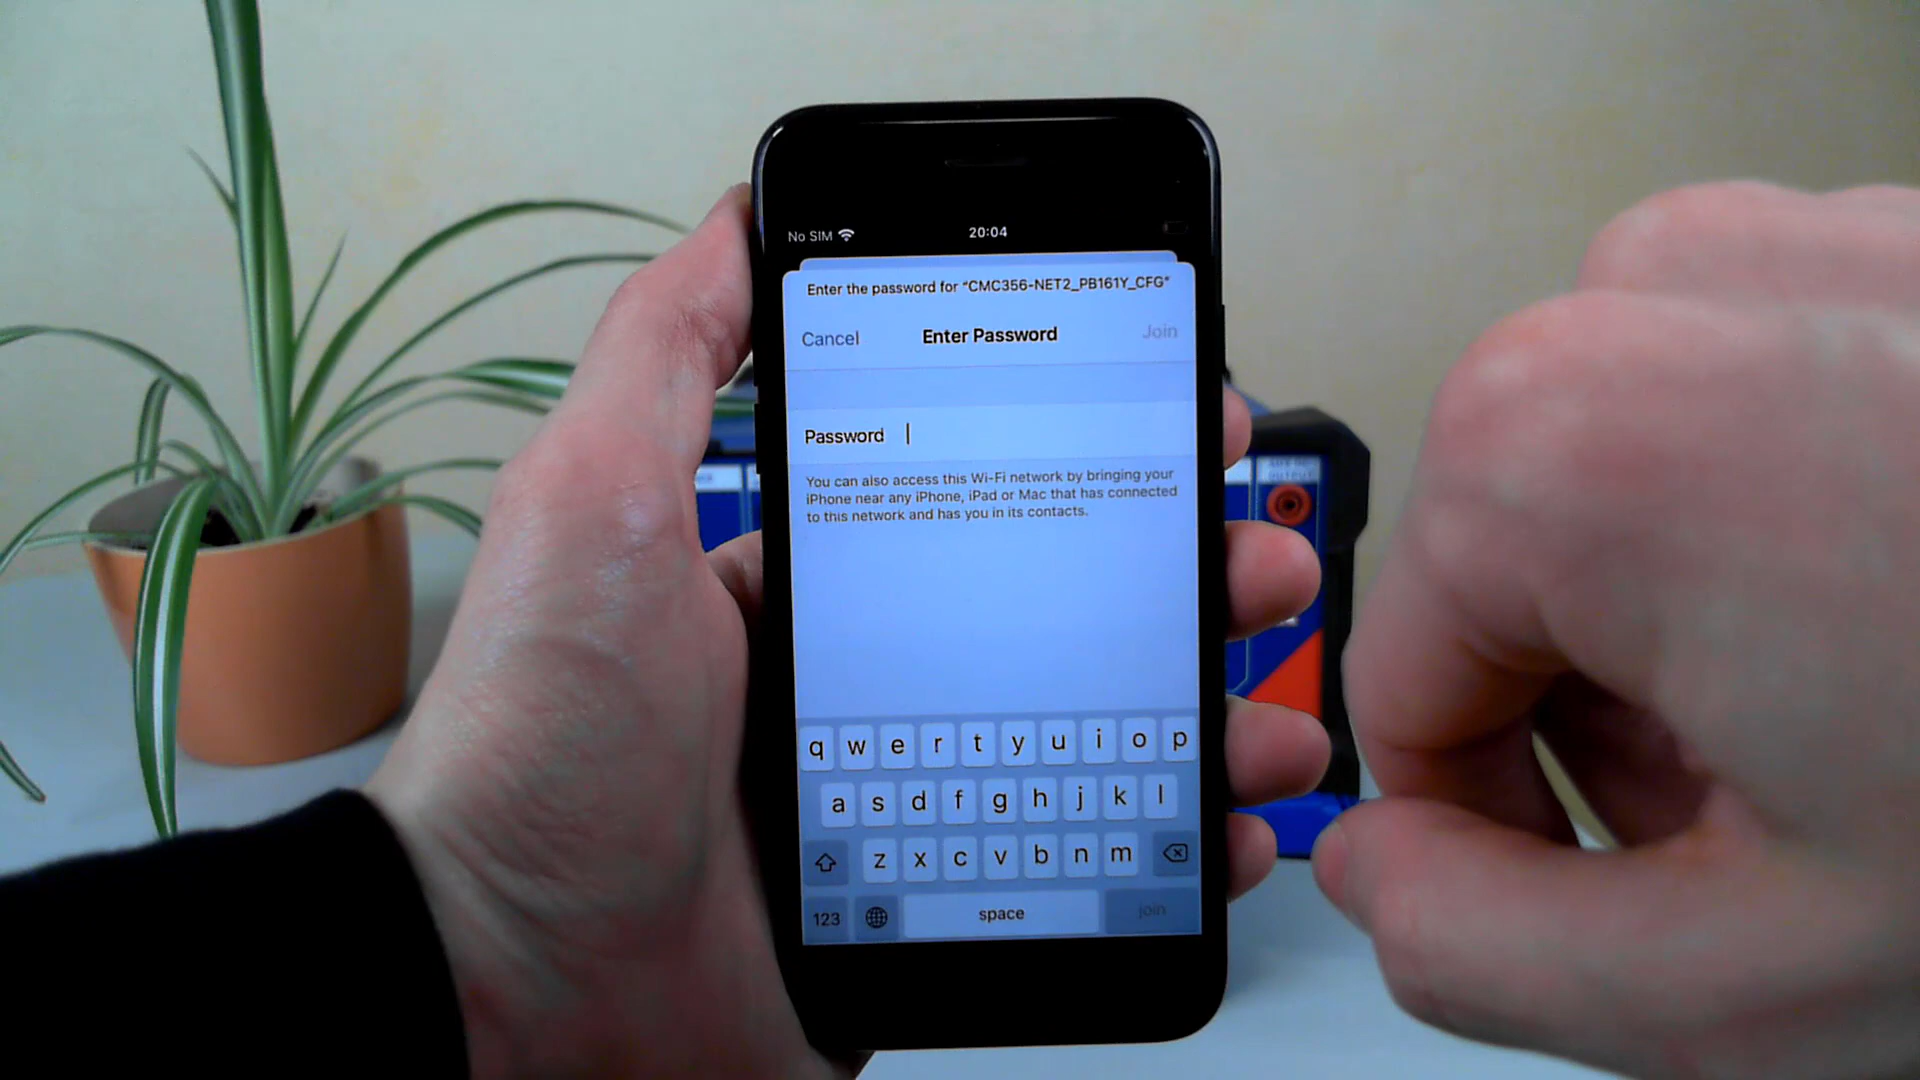 No SIM 20:04
Enter the password for “CMC356-NET2_PB161Y_CFG”
Cancel Enter Password Join
Password
You can also access this Wi-Fi network by bringing your
iPhone near any iPhone, iPad or Mac that has connected
to this network and has you in its contacts.
q w e r t y u i o p
a s d f g h j k l
z x c v b n m
123 space join
OUTPUT